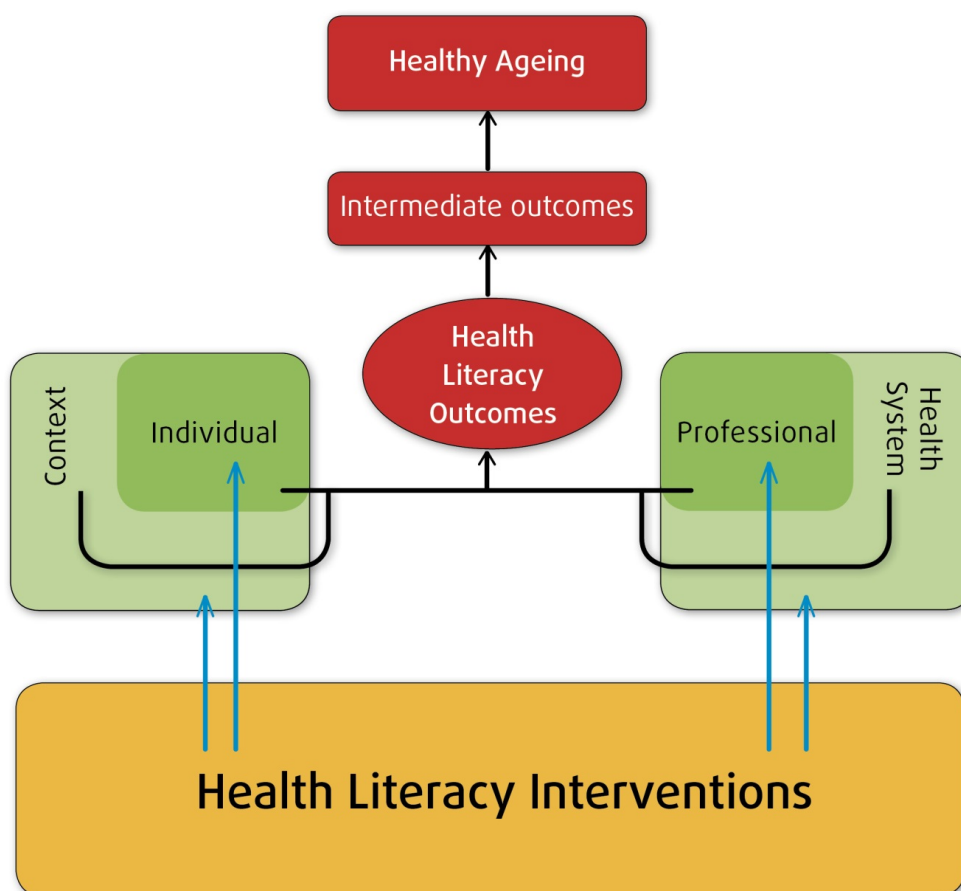 Healthy Ageing
Intermediate outcomes
Health
Literacy
Outcomes
Context
Individual
Professional
Health
System
Health Literacy Interventions